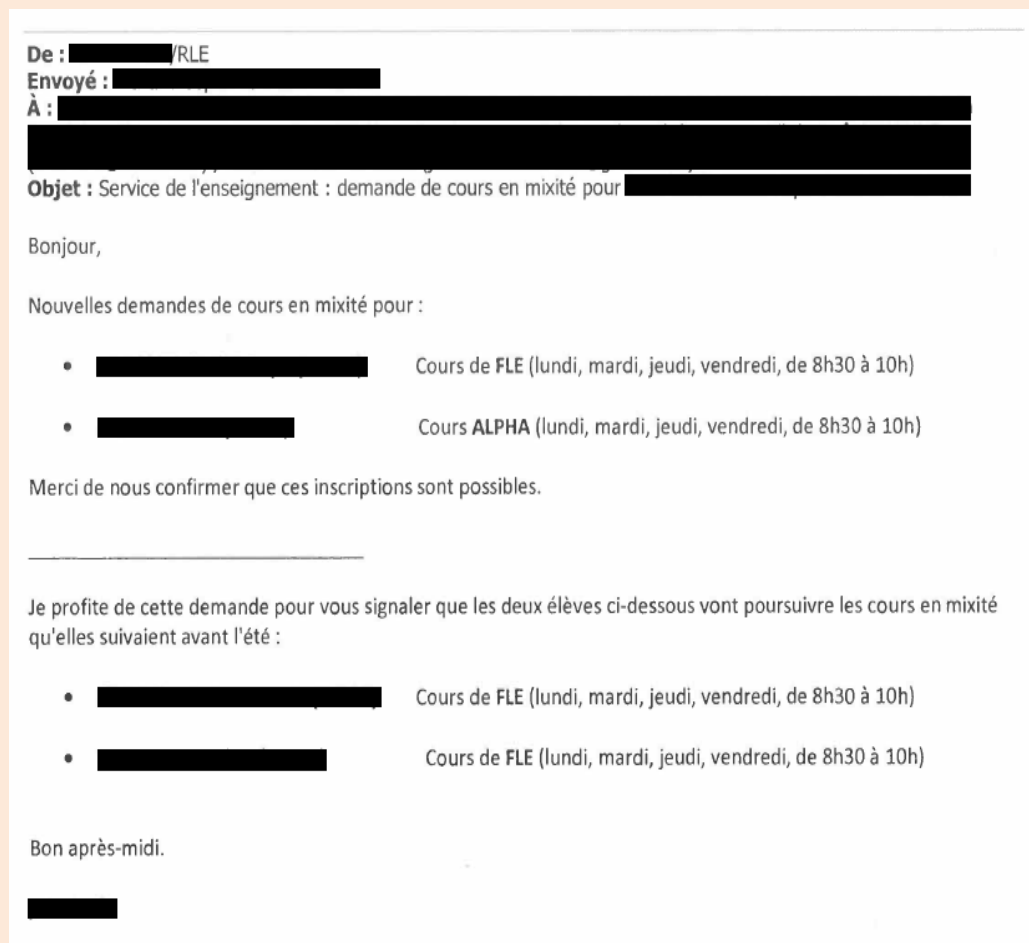 De : /RLE
Envoyé :
À :
Objet : Service de l'enseignement : demande de cours en mixité pour
Bonjour,
Nouvelles demandes de cours en mixité pour :
• Cours de FLE (lundi, mardi, jeudi, vendredi, de 8h30 à 10h)
• Cours ALPHA (lundi, mardi, jeudi, vendredi, de 8h30 à 10h)
Merci de nous confirmer que ces inscriptions sont possibles.
Je profite de cette demande pour vous signaler que les deux élèves ci-dessous vont poursuivre les cours en mixité
qu'elles suivaient avant l'été :
• Cours de FLE (lundi, mardi, jeudi, vendredi, de 8h30 à 10h)
• Cours de FLE (lundi, mardi, jeudi, vendredi, de 8h30 à 10h)
Bon après-midi.